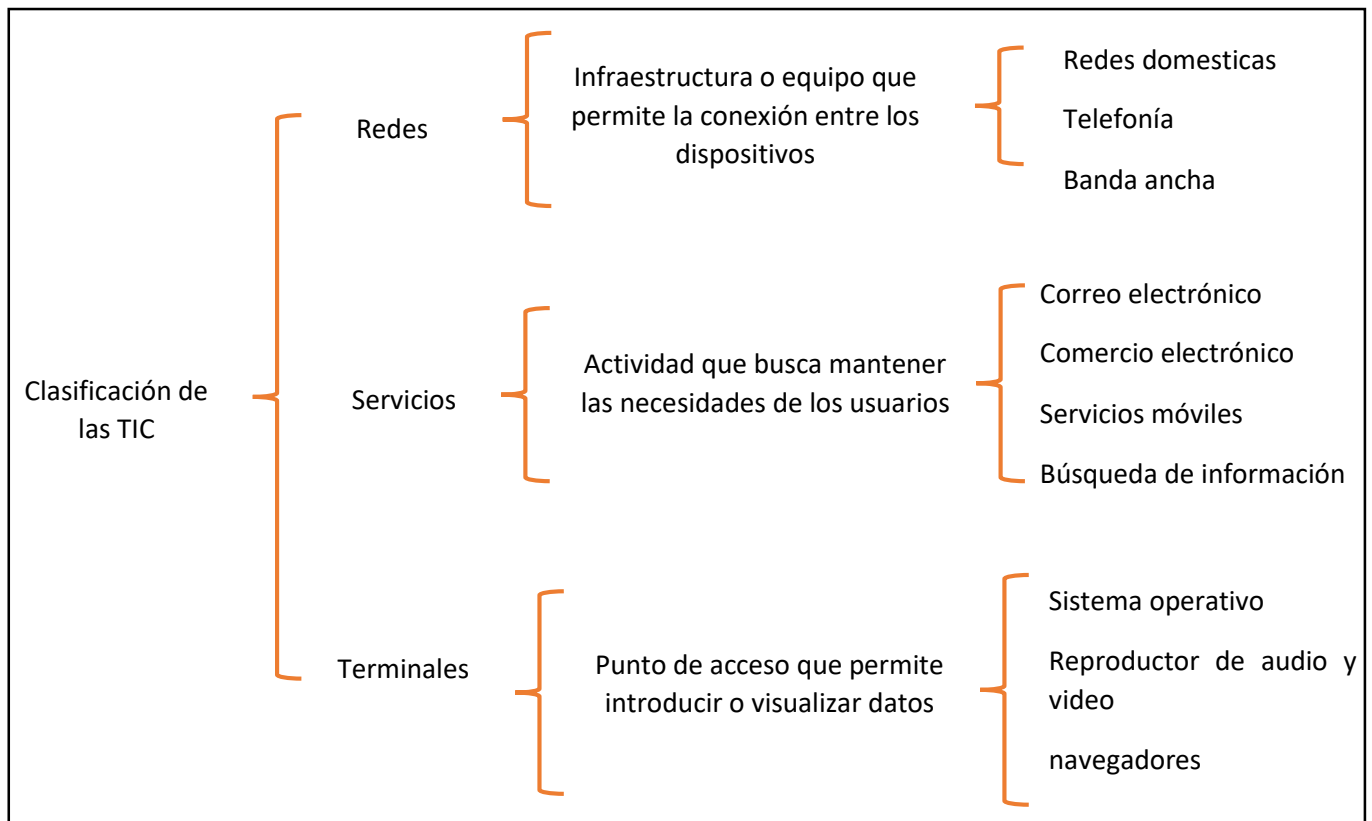 Clasificación de
las TIC
Redes
Infraestructura o equipo que
permite la conexión entre los
dispositivos
Redes domesticas
Telefonía
Banda ancha
Servicios
Actividad que busca mantener
las necesidades de los usuarios
Correo electrónico
Comercio electrónico
Servicios móviles
Búsqueda de información
Terminales
Punto de acceso que permite
introducir o visualizar datos
Sistema operativo
Reproductor de audio y
video
navegadores